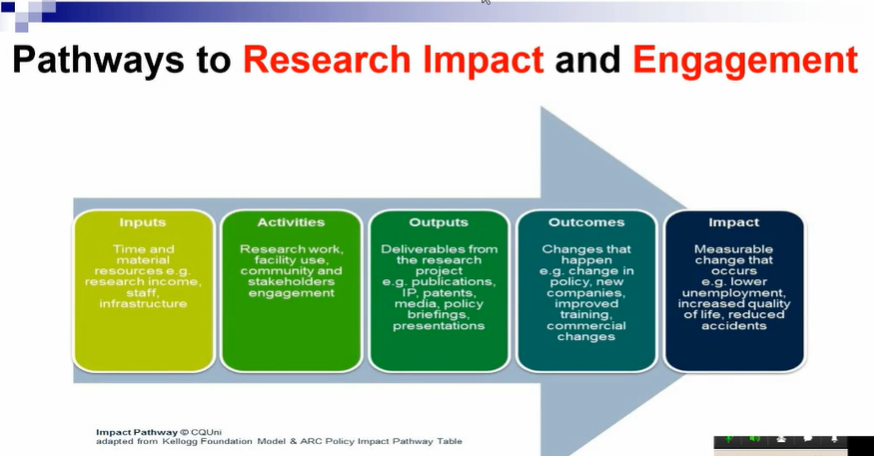 Pathways to Research Impact and Engagement
Inputs
Time and
material
resources e.g.
research income,
staff,
infrastructure
Activities
Research work,
facility use,
community and
stakeholders
engagement
Outputs
Deliverables from
the research
project
e.g. publications,
IP, patents,
media, policy
briefings,
presentations
Outcomes
Changes that
happen
e.g. change in
policy, new
companies,
improved
training,
commercial
changes
Impact
Measurable
change that
occurs
e.g. lower
unemployment,
increased quality
of life, reduced
accidents
Impact Pathway © CQUni
adapted from Kellogg Foundation Model & ARC Policy Impact Pathway Table